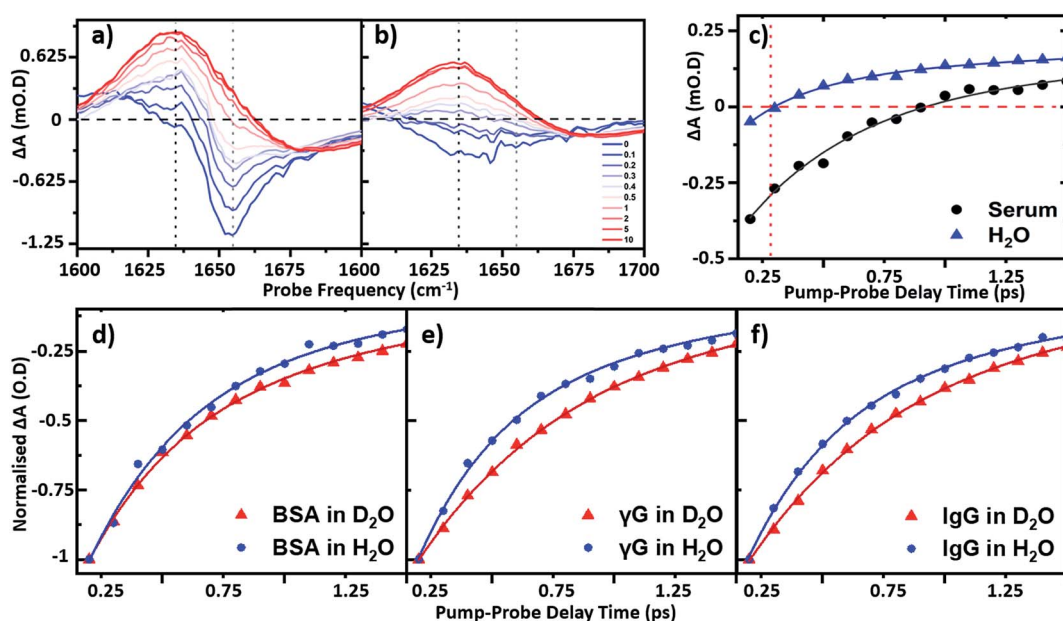 a)
b)
c)
ΔA (mO.D)
0.625
0
-0.625
-1.25
1600
1625
1650
1675
1600
1625
1650
1675
1700
Probe Frequency (cm⁻¹)
0
0.1
0.2
0.3
0.4
0.5
1
2
5
10
ΔA (mO.D)
0.25
0
-0.25
-0.5
0.25
0.75
1.25
Serum
H₂O
Pump-Probe Delay Time (ps)
d)
e)
f)
Normalised ΔA (O.D)
-0.25
-0.5
-0.75
-1
BSA in D₂O
BSA in H₂O
γG in D₂O
γG in H₂O
IgG in D₂O
IgG in H₂O
0.25
0.75
1.25
0.25
0.75
1.25
0.25
0.75
1.25
Pump-Probe Delay Time (ps)